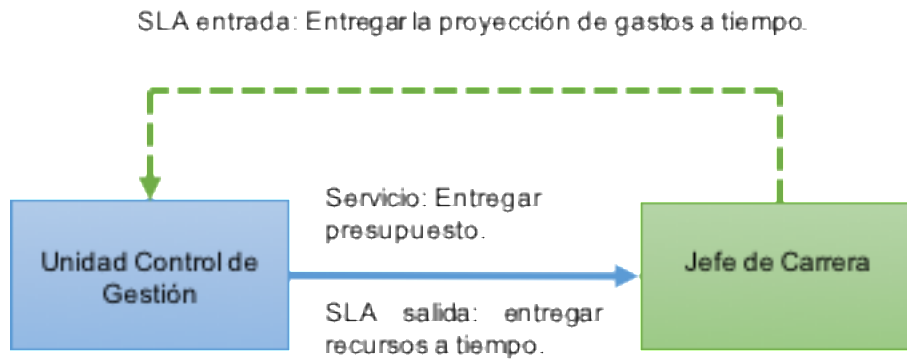 SLA entrada: Entregar la proyección de gastos a tiempo.
Servicio: Entregar
presupuesto.
Unidad Control de
Gestión
Jefe de Carrera
SLA salida: entregar
recursos a tiempo.